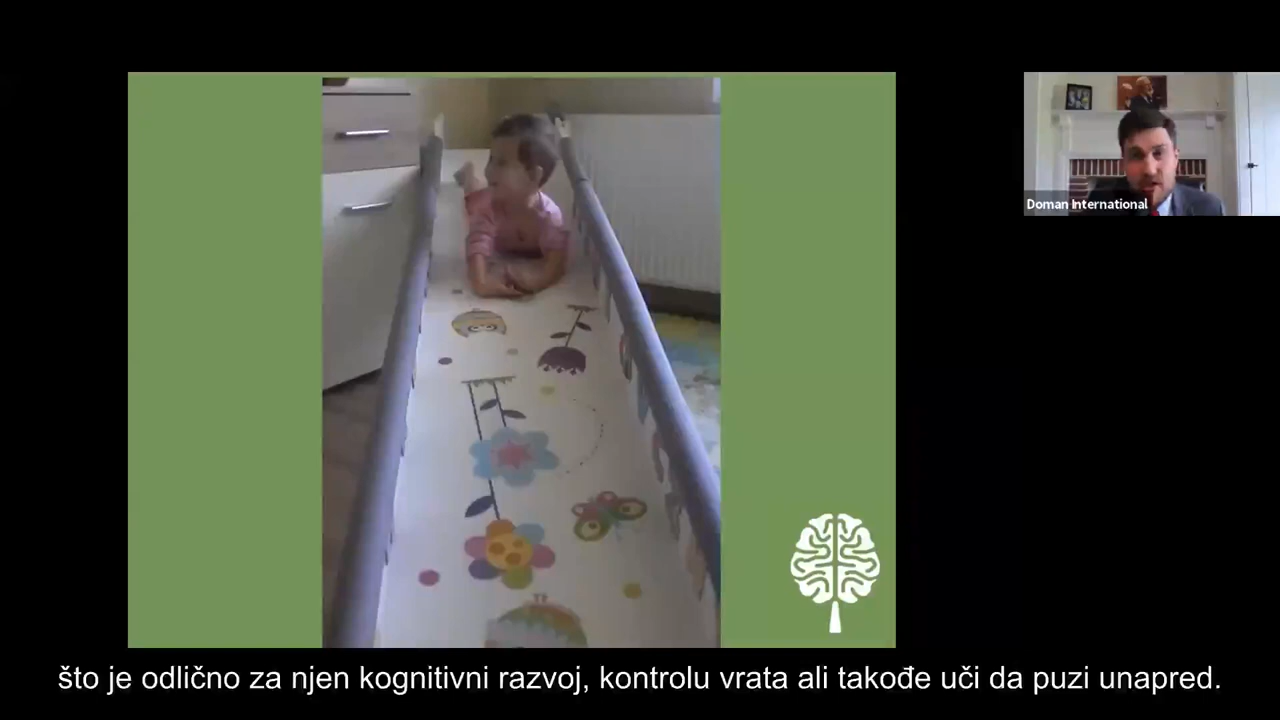 Doman International
što je odlično za njen kognitivni razvoj, kontrolu vrata ali takođe uči da puzi unapred.